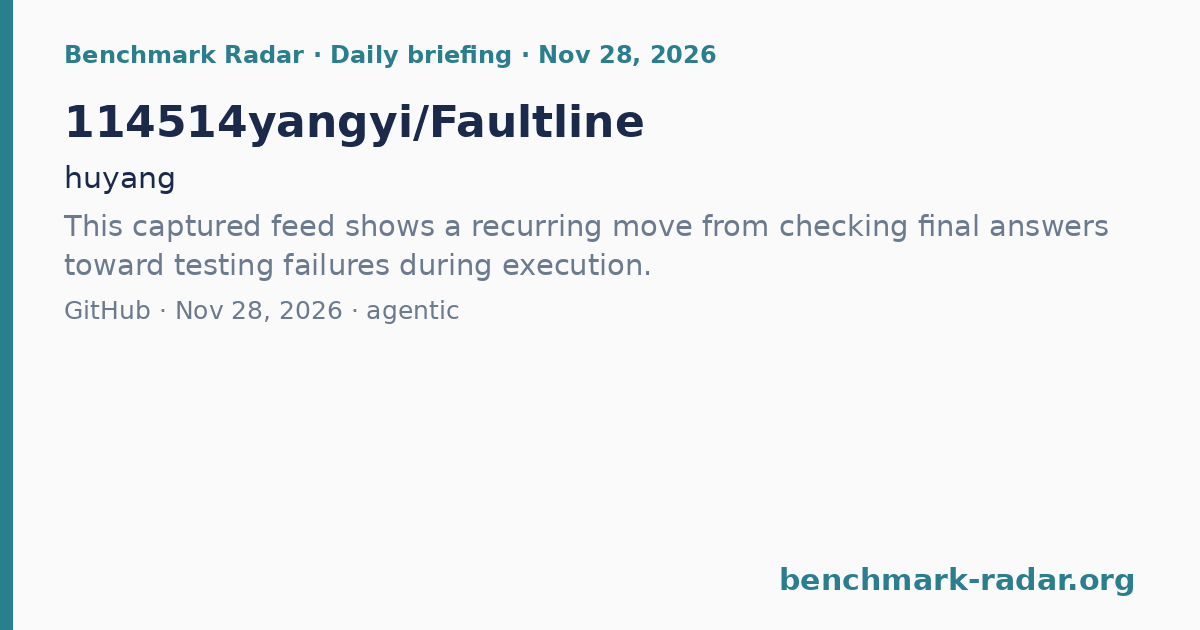 Benchmark Radar · Daily briefing · Nov 28, 2026
114514yangyi/Faultline
huyang
This captured feed shows a recurring move from checking final answers
toward testing failures during execution.
GitHub · Nov 28, 2026 · agentic
benchmark-radar.org